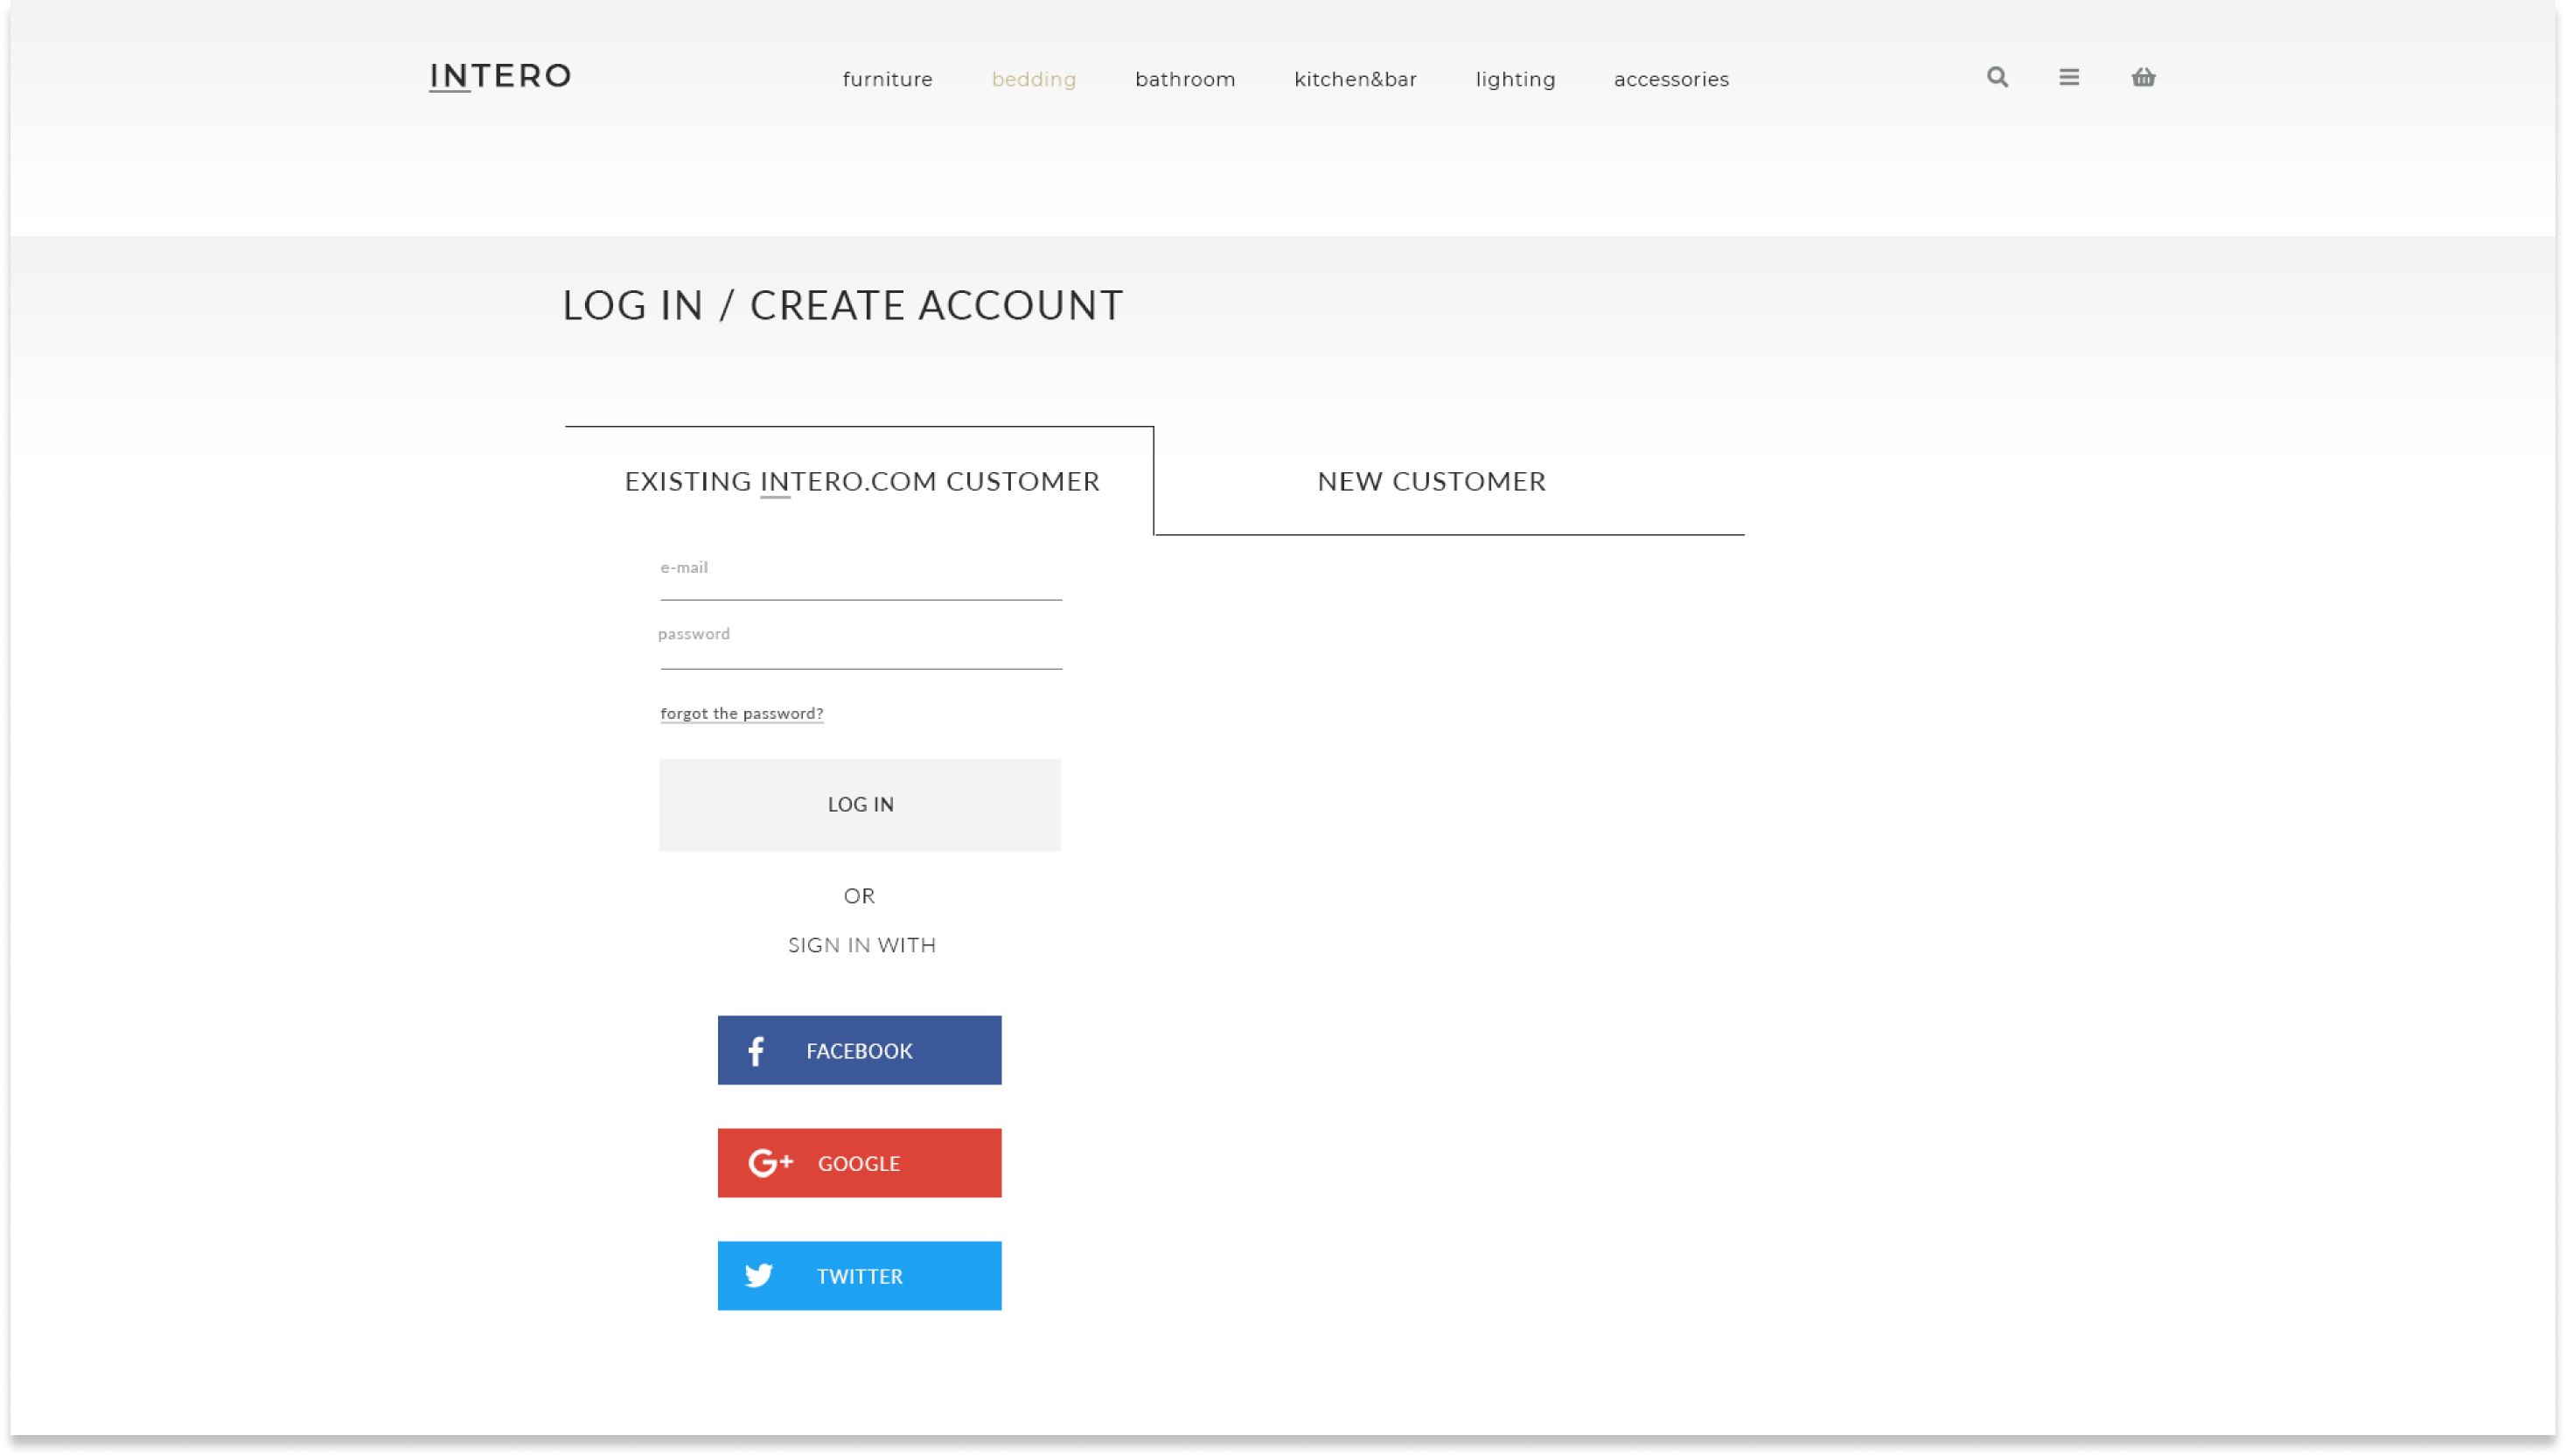 INTERO
furniture bedding bathroom kitchen&bar lighting accessories
LOG IN / CREATE ACCOUNT
EXISTING INTERO.COM CUSTOMER
NEW CUSTOMER
e-mail
password
forgot the password?
LOG IN
OR
SIGN IN WITH
FACEBOOK
G+ GOOGLE
TWITTER